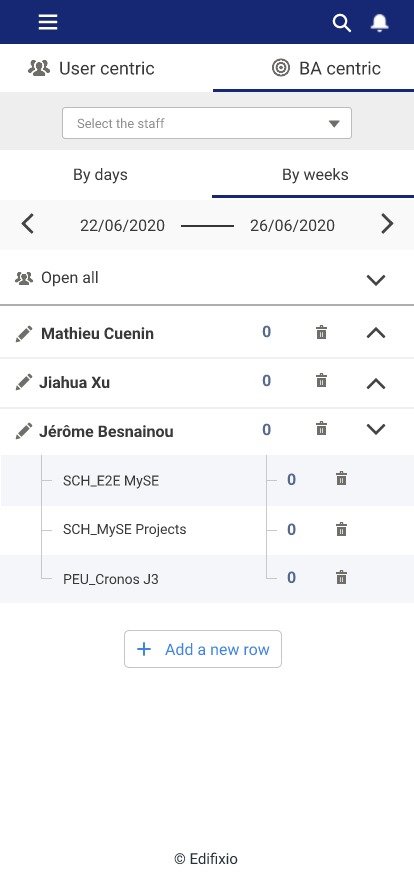 User centric
BA centric
Select the staff
By days
By weeks
22/06/2020
26/06/2020
Open all
Mathieu Cuenin 0
Jiahua Xu 0
Jérôme Besnainou 0
SCH_E2E MySE 0
SCH_MySE Projects 0
PEU_Cronos J3 0
+ Add a new row
© Edifixio